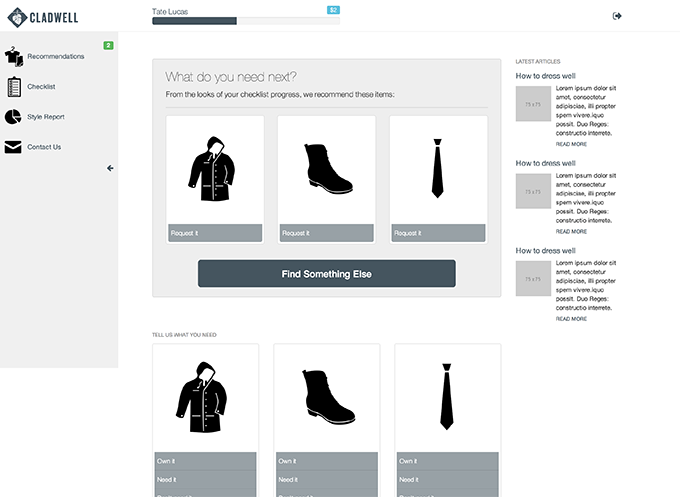 CLADWELL
Tate Lucas
$2
2
Recommendations
Checklist
Style Report
Contact Us
What do you need next?
From the looks of your checklist progress, we recommend these items:
Request it
Request it
Request it
Find Something Else
LATEST ARTICLES
How to dress well
75 x 75
Lorem ipsum dolor sit
amet, consectetur
adipisciae, illi propter
spem vivere.iquo
possit. Duo Reges:
constructio interrete.
READ MORE
How to dress well
75 x 75
Lorem ipsum dolor sit
amet, consectetur
adipisciae, illi propter
spem vivere.iquo
possit. Duo Reges:
constructio interrete.
READ MORE
How to dress well
75 x 75
Lorem ipsum dolor sit
amet, consectetur
adipisciae, illi propter
spem vivere.iquo
possit. Duo Reges:
constructio interrete.
READ MORE
TELL US WHAT YOU NEED
Own it
Need it
Own it
Need it
Own it
Need it